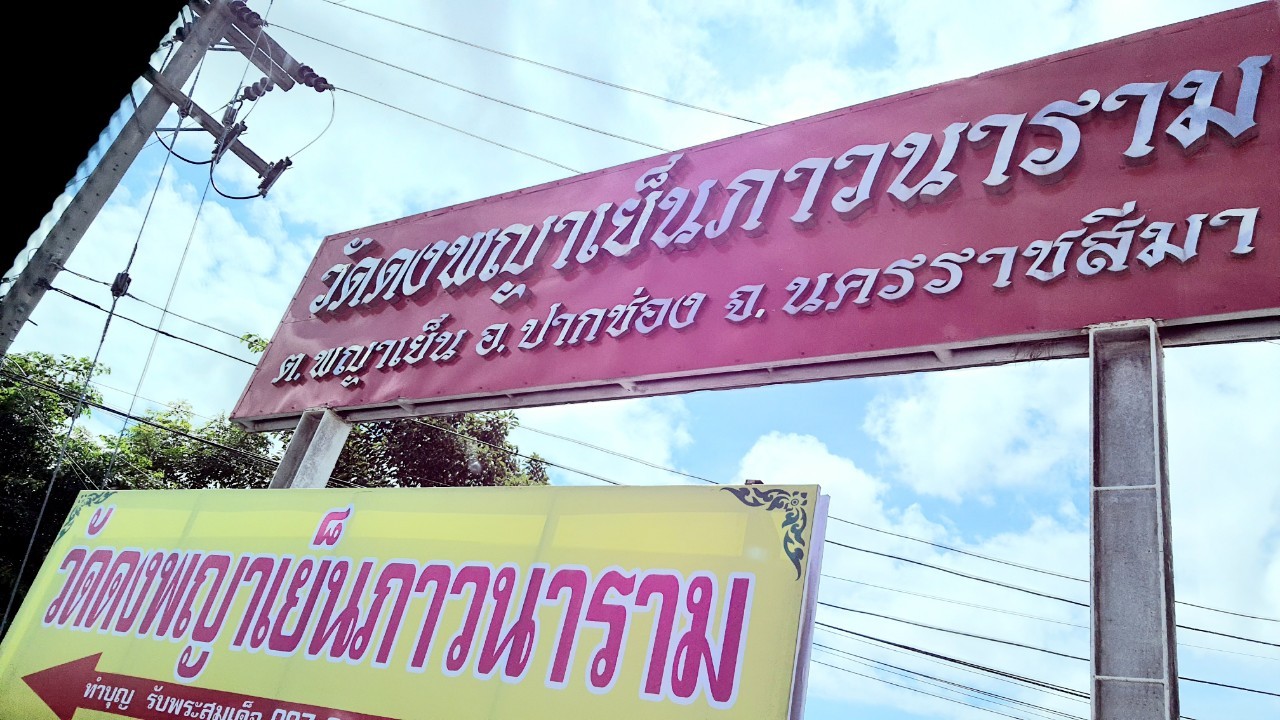 วัดดงพญาเย็นภาวนาราม
ต. พญาเย็น อ. ปากช่อง จ. นครราชสีมา
วัดดงพญาเย็นภาวนาราม
ทำบุญ รับพระสมเด็จ